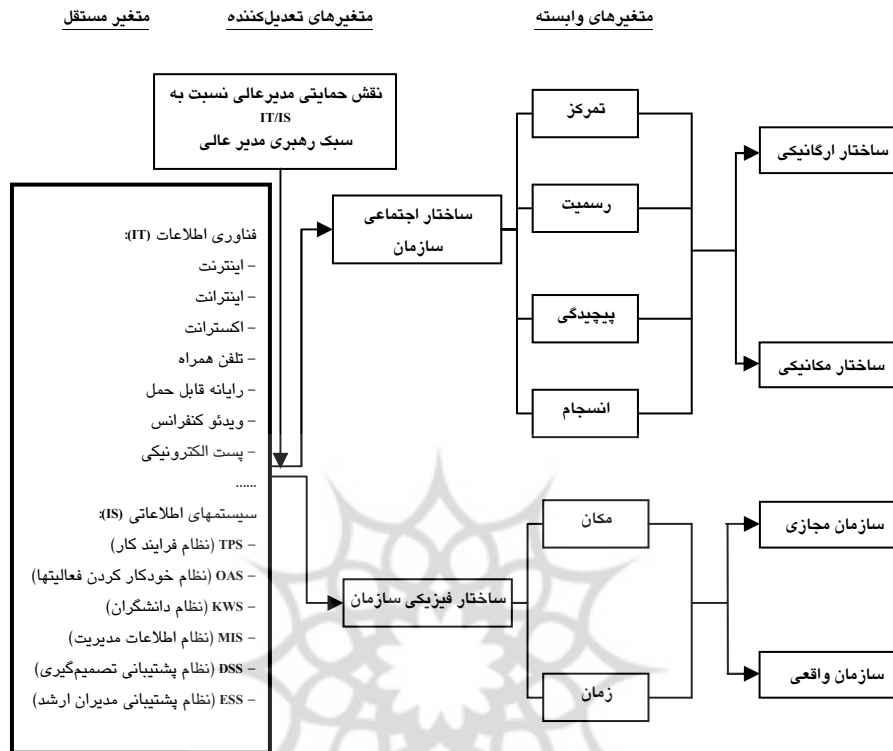 متغیر مستقل
متغیرهای تعدیل‌کننده
متغیرهای وابسته
نقش حمایتی مدیرعالی نسبت به
IT/IS
سبک رهبری مدیر عالی
فناوری اطلاعات (IT):
– اینترنت
– اینترانت
– اکسترانت
– تلفن همراه
– رایانه قابل حمل
– ویدئو کنفرانس
– پست الکترونیکی
......
سیستمهای اطلاعاتی (IS):
– TPS (نظام فرایند کار)
– OAS (نظام خودکار کردن فعالیتها)
– KWS (نظام دانشگران)
– MIS (نظام اطلاعات مدیریت)
– DSS (نظام پشتیبانی تصمیم‌گیری)
– ESS (نظام پشتیبانی مدیران ارشد)
ساختار اجتماعی
سازمان
تمرکز
رسمیت
پیچیدگی
انسجام
ساختار ارگانیکی
ساختار مکانیکی
ساختار فیزیکی سازمان
مکان
زمان
سازمان مجازی
سازمان واقعی